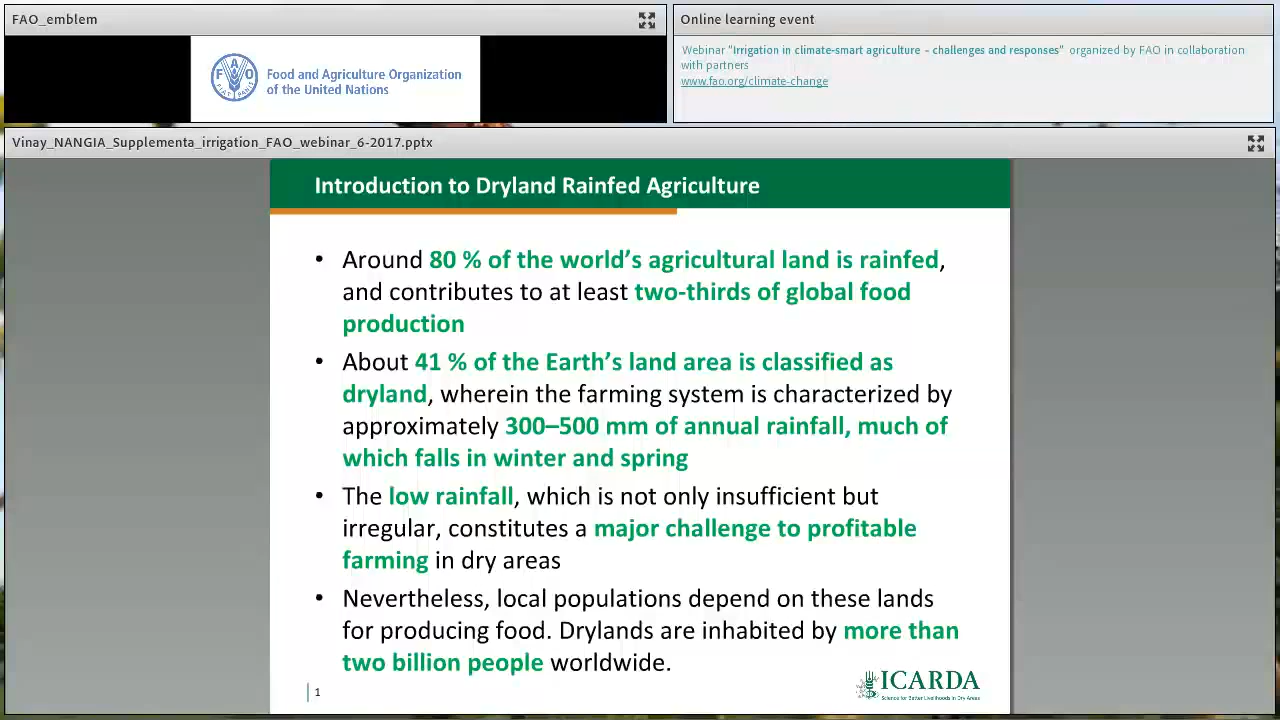 FAO_emblem
Food and Agriculture Organization
of the United Nations
Online learning event
Webinar "Irrigation in climate-smart agriculture - challenges and responses" organized by FAO in collaboration
with partners
www.fao.org/climate-change
Vinay_NANGIA_Supplementa_irrigation_FAO_webinar_6-2017.pptx
Introduction to Dryland Rainfed Agriculture
• Around 80 % of the world’s agricultural land is rainfed,
and contributes to at least two-thirds of global food
production
• About 41 % of the Earth’s land area is classified as
dryland, wherein the farming system is characterized by
approximately 300–500 mm of annual rainfall, much of
which falls in winter and spring
• The low rainfall, which is not only insufficient but
irregular, constitutes a major challenge to profitable
farming in dry areas
• Nevertheless, local populations depend on these lands
for producing food. Drylands are inhabited by more than
two billion people worldwide.
1
ICARDA
Science for Better Livelihoods in Dry Areas